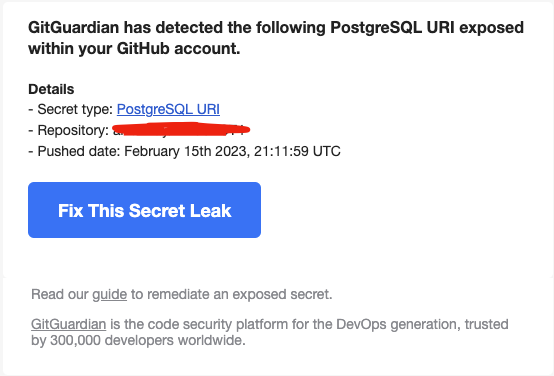 GitGuardian has detected the following PostgreSQL URI exposed
within your GitHub account.
Details
- Secret type: PostgreSQL URI
- Repository:
- Pushed date: February 15th 2023, 21:11:59 UTC
Fix This Secret Leak
Read our guide to remediate an exposed secret.
GitGuardian is the code security platform for the DevOps generation, trusted
by 300,000 developers worldwide.